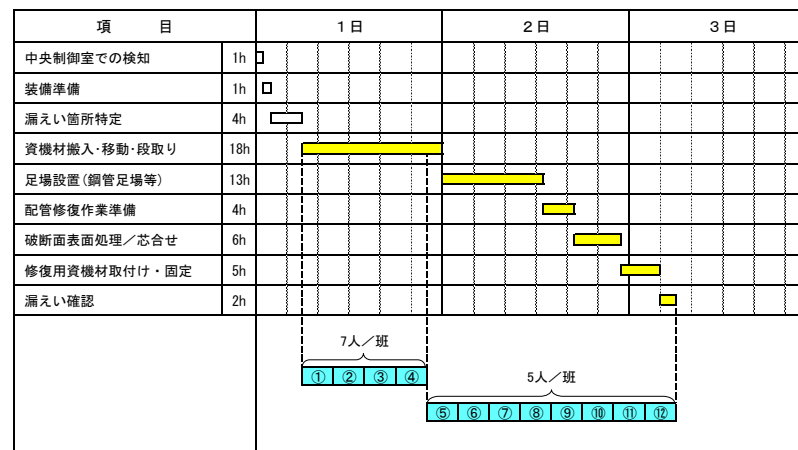 項 目 1日 2日 3日
中央制御室での検知 1h
装備準備 1h
漏えい箇所特定 4h
資機材搬入・移動・段取り 18h
足場設置(鋼管足場等) 13h
配管修復作業準備 4h
破断面表面処理／芯合せ 6h
修復用資機材取付け・固定 5h
漏えい確認 2h
7人／班
① ② ③ ④
5人／班
⑤ ⑥ ⑦ ⑧ ⑨ ⑩ ⑪ ⑫